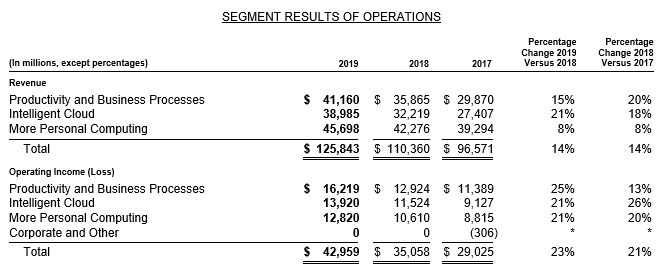 SEGMENT RESULTS OF OPERATIONS
(In millions, except percentages) 2019 2018 2017 Percentage Change 2019 Versus 2018 Percentage Change 2018 Versus 2017
Revenue
Productivity and Business Processes $ 41,160 $ 35,865 $ 29,870 15% 20%
Intelligent Cloud 38,985 32,219 27,407 21% 18%
More Personal Computing 45,698 42,276 39,294 8% 8%
Total $ 125,843 $ 110,360 $ 96,571 14% 14%
Operating Income (Loss)
Productivity and Business Processes $ 16,219 $ 12,924 $ 11,389 25% 13%
Intelligent Cloud 13,920 11,524 9,127 21% 26%
More Personal Computing 12,820 10,610 8,815 21% 20%
Corporate and Other 0 0 (306) * *
Total $ 42,959 $ 35,058 $ 29,025 23% 21%